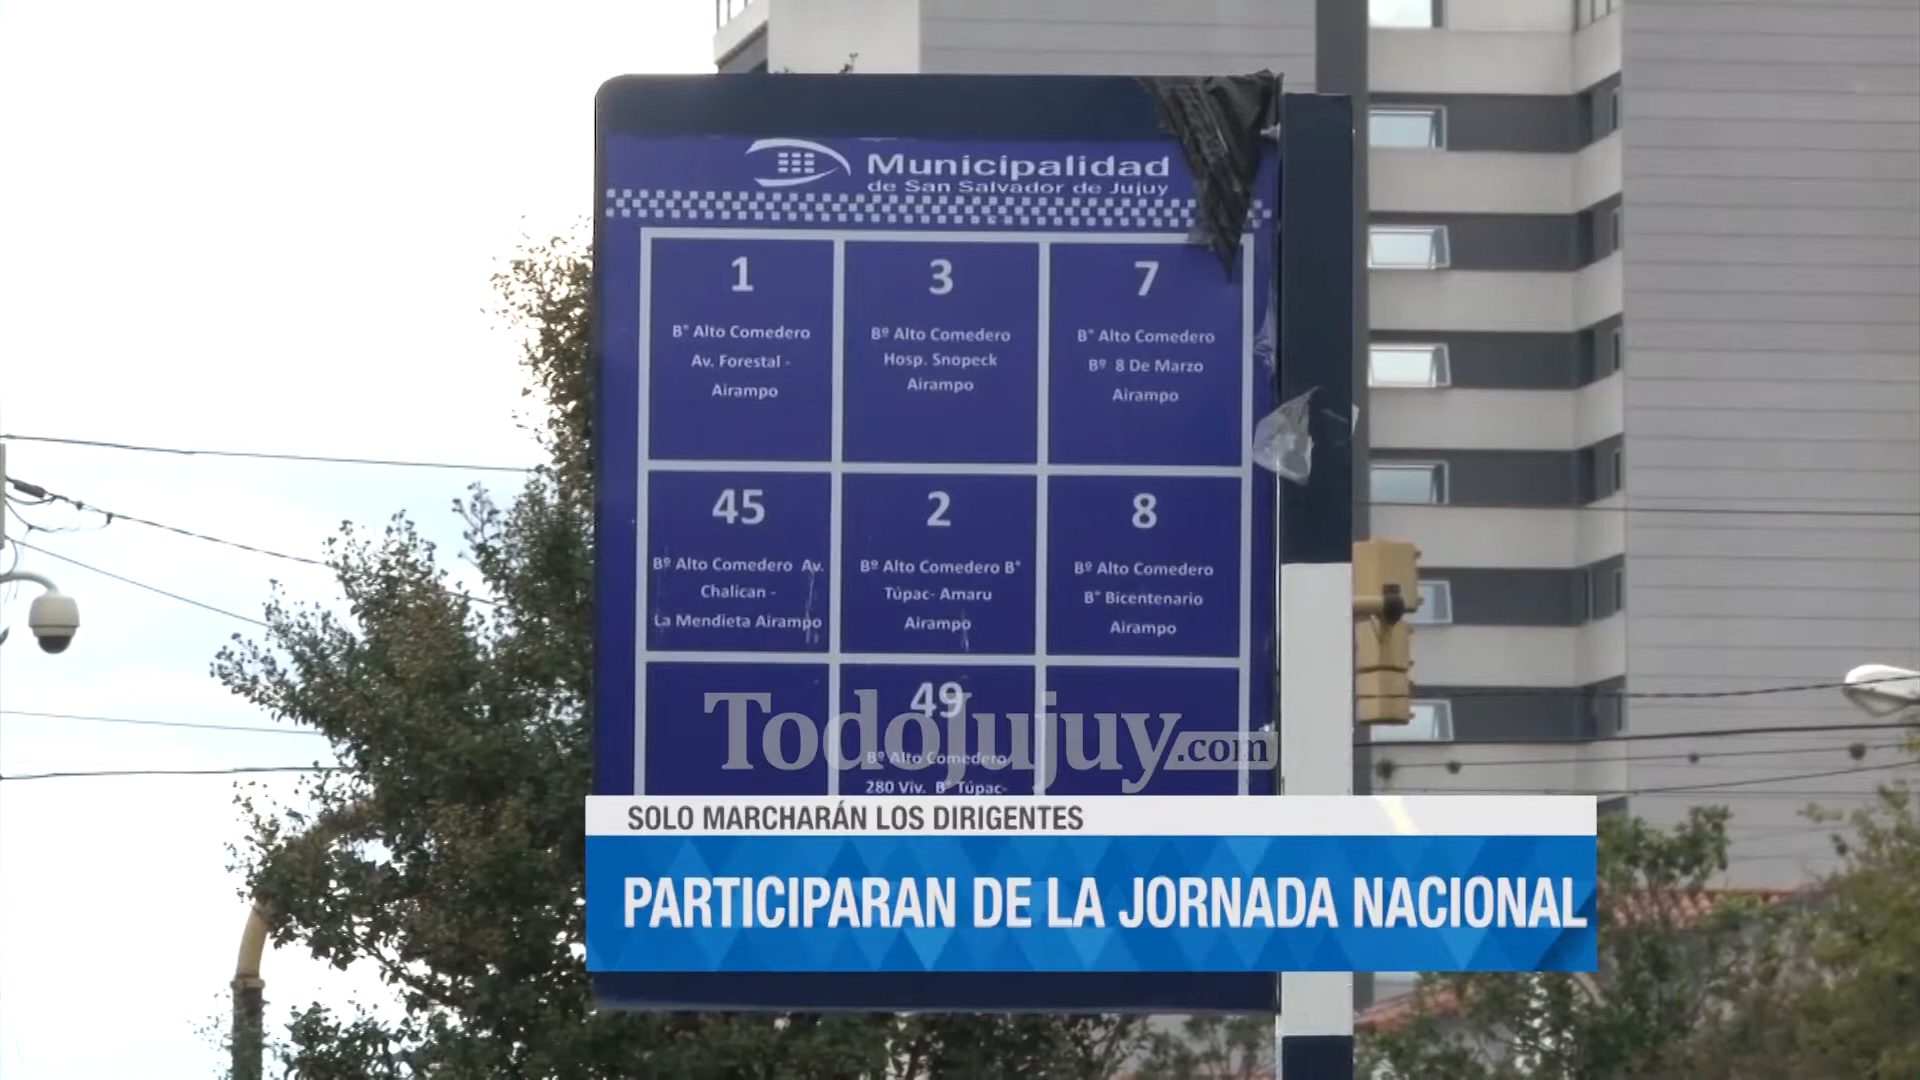 Municipalidad
de San Salvador de Jujuy
1
B° Alto Comedero
Av. Forestal -
Airampo
3
Bº Alto Comedero
Hosp. Snopeck
Airampo
7
B° Alto Comedero
Bº 8 De Marzo
Airampo
45
Bº Alto Comedero Av.
Chalican -
La Mendieta Airampo
2
Bº Alto Comedero B°
Túpac- Amaru
Airampo
8
Bº Alto Comedero
B° Bicentenario
Airampo
49
Bº Alto Comedero
280 Viv. B° Túpac-
TodoJujuy.com
SOLO MARCHARÁN LOS DIRIGENTES
PARTICIPARAN DE LA JORNADA NACIONAL